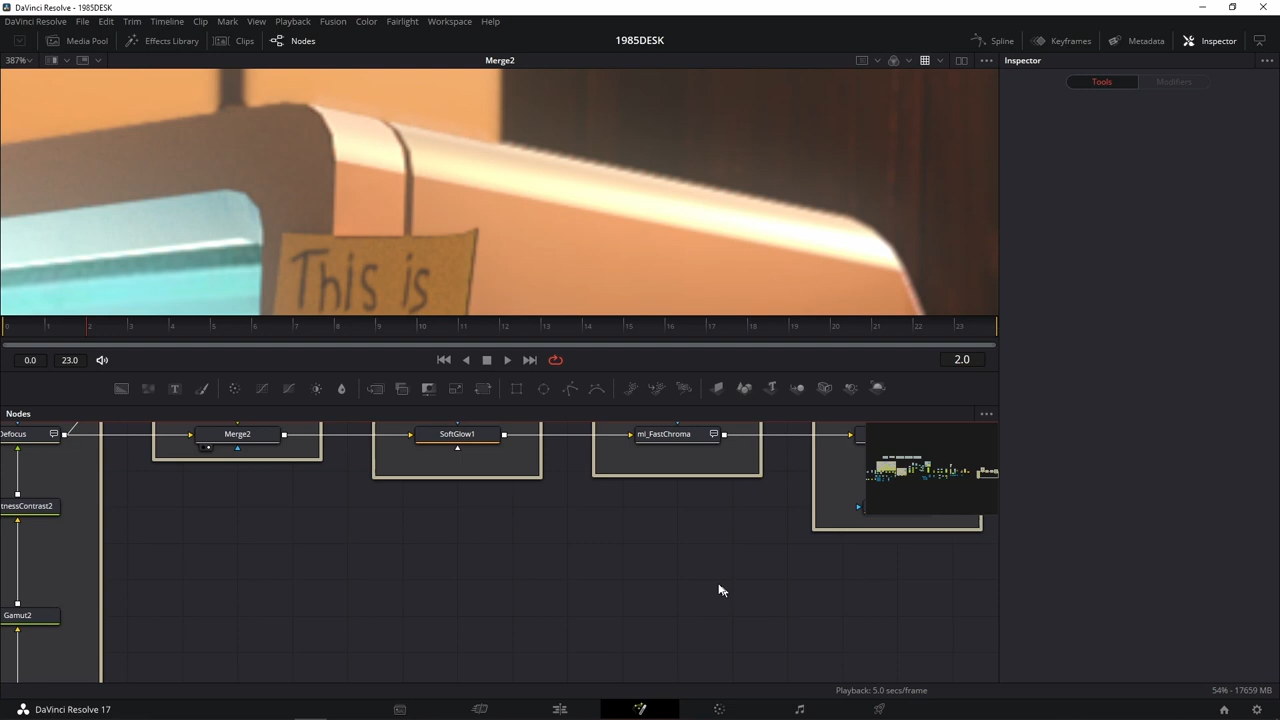 DaVinci Resolve - 1985DESK
DaVinci Resolve File Edit Trim Timeline Clip Mark View Playback Fusion Color Fairlight Workspace Help
Media Pool Effects Library Clips Nodes 1985DESK Spline Keyframes Metadata Inspector
387% Merge2 Inspector
Tools Modifiers
This is
0 1 2 3 4 5 6 7 8 9 10 11 12 13 14 15 16 17 18 19 20 21 22 23
0.0 23.0 2.0
Nodes
Defocus Merge2 SoftGlow1 mi_FastChroma
tnessContrast2
Gamut2
Playback: 5.0 secs/frame 54% - 17659 MB
DaVinci Resolve 17